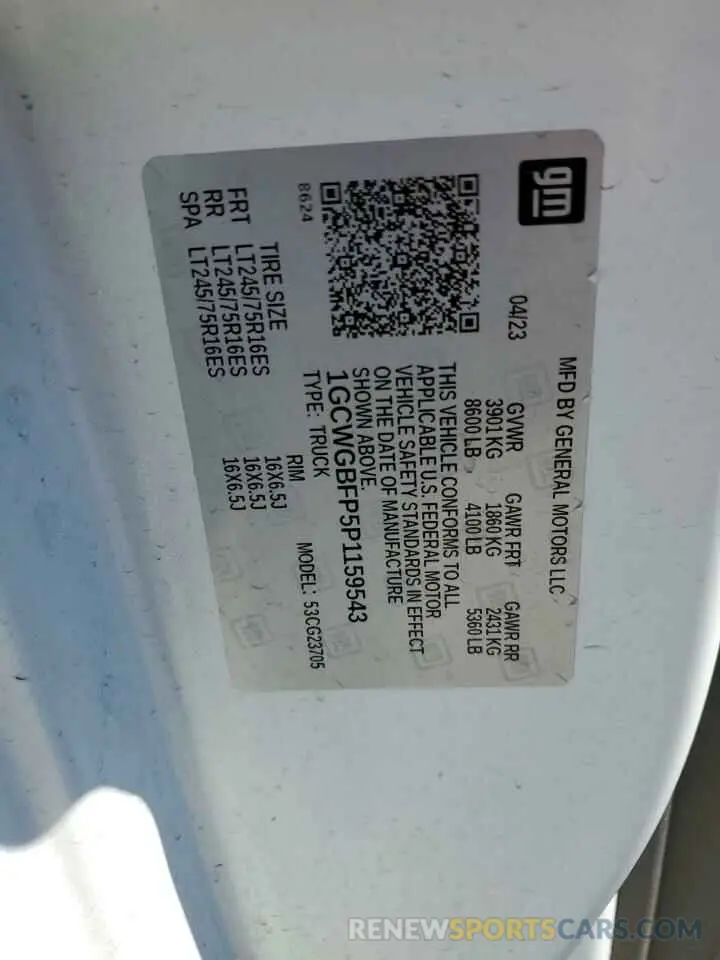 gm
MFD BY GENERAL MOTORS LLC
04/23
GVWR GAWR FRT GAWR RR
3901 KG 1860 KG 2431 KG
8600 LB 4100 LB 5360 LB
THIS VEHICLE CONFORMS TO ALL
APPLICABLE U.S. FEDERAL MOTOR
VEHICLE SAFETY STANDARDS IN EFFECT
ON THE DATE OF MANUFACTURE
SHOWN ABOVE.
1GCWGBFP5P1159543
TYPE: TRUCK MODEL: 53CG23705
8624
TIRE SIZE RIM
FRT LT245/75R16ES 16X6.5J
RR LT245/75R16ES 16X6.5J
SPA LT245/75R16ES 16X6.5J
RENEWSPORTSCARS.COM